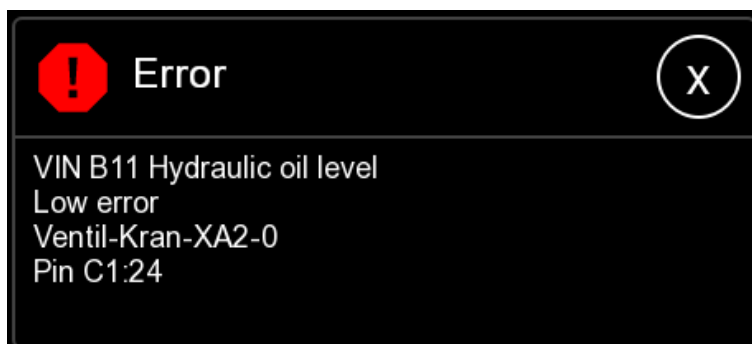 ! Error X
VIN B11 Hydraulic oil level
Low error
Ventil-Kran-XA2-0
Pin C1:24